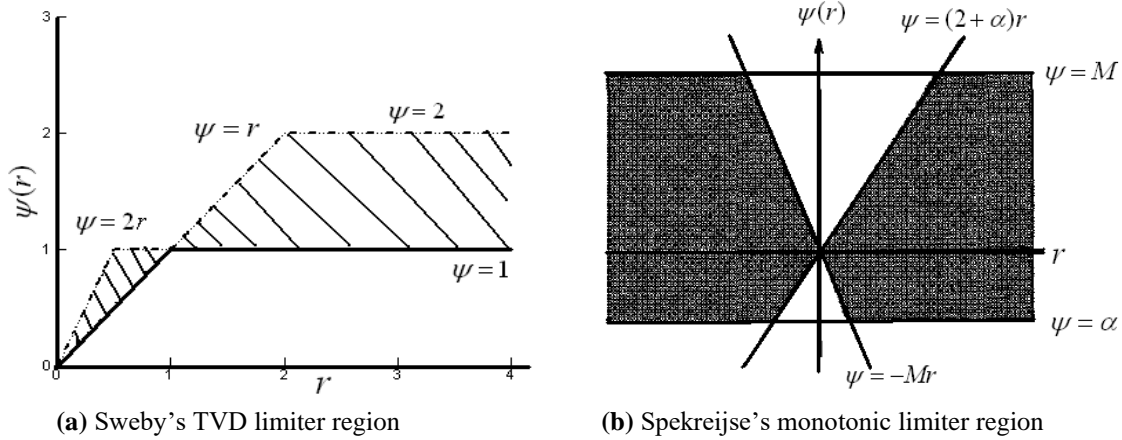 3
2
1
0
0
1
2
3
4
ψ(r)
r
ψ = 2r
ψ = r
ψ = 2
ψ = 1
(a) Sweby's TVD limiter region
ψ(r)
ψ = (2 + α)r
ψ = M
r
ψ = α
ψ = −Mr
(b) Spekreijse's monotonic limiter region